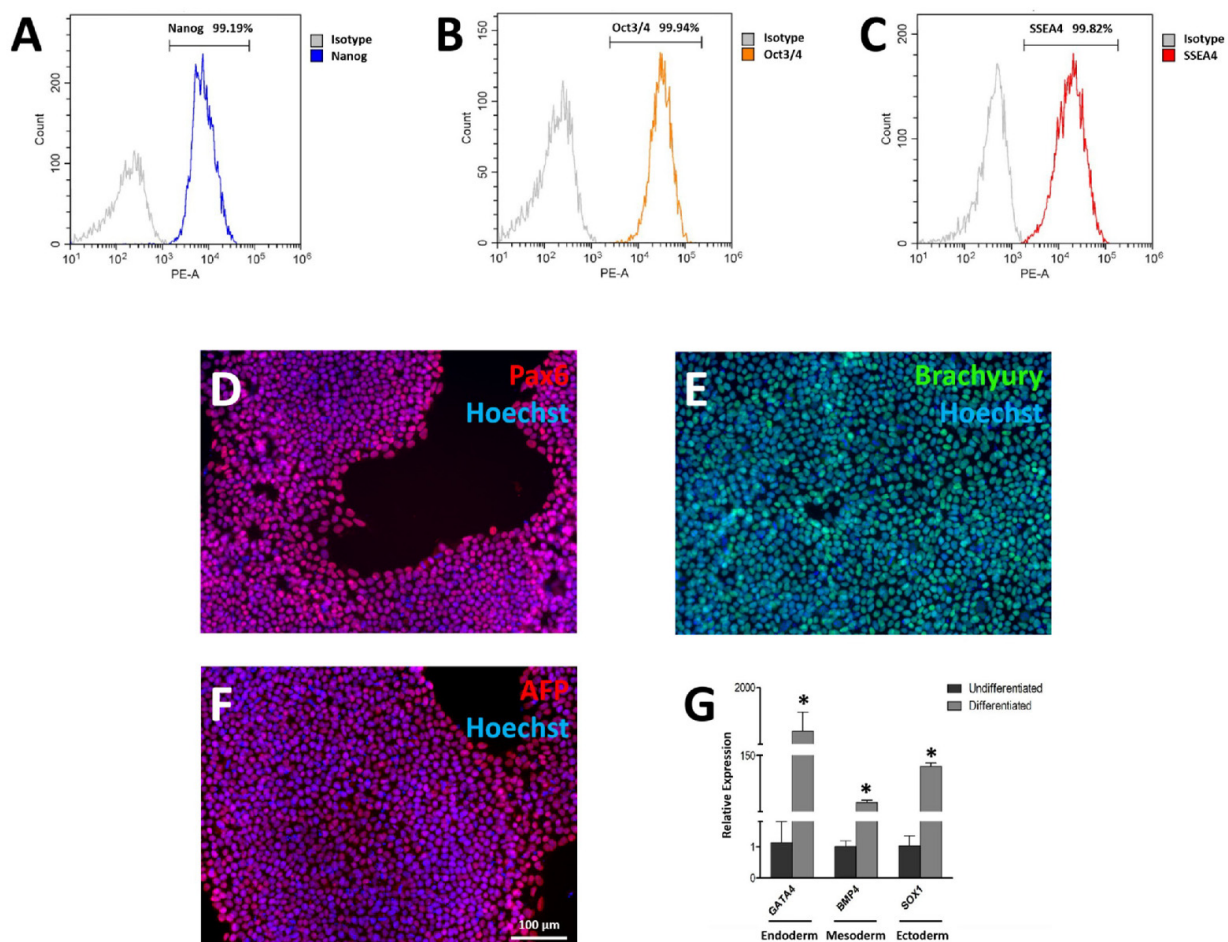 A
Nanog 99.19%
Isotype
Nanog
Count
200
100
0
10¹ 10² 10³ 10⁴ 10⁵ 10⁶
PE-A
B
Oct3/4 99.94%
Isotype
Oct3/4
Count
150
100
50
0
10¹ 10² 10³ 10⁴ 10⁵ 10⁶
PE-A
C
SSEA4 99.82%
Isotype
SSEA4
Count
200
100
0
10¹ 10² 10³ 10⁴ 10⁵ 10⁶
PE-A
D
Pax6
Hoechst
E
Brachyury
Hoechst
F
AFP
Hoechst
100 µm
G
Undifferentiated
Differentiated
Relative Expression
2000
150
1
0
* * *
GATA4 BMP4 SOX1
Endoderm Mesoderm Ectoderm